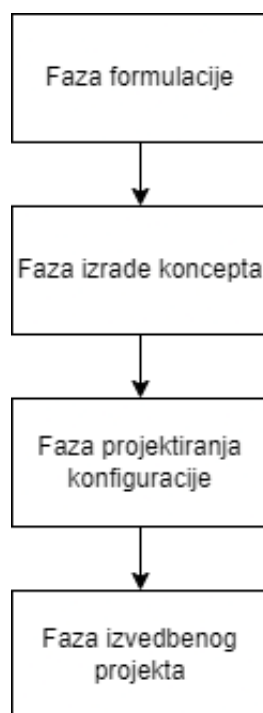 Faza formulacije
Faza izrade koncepta
Faza projektiranja
konfiguracije
Faza izvedbenog
projekta